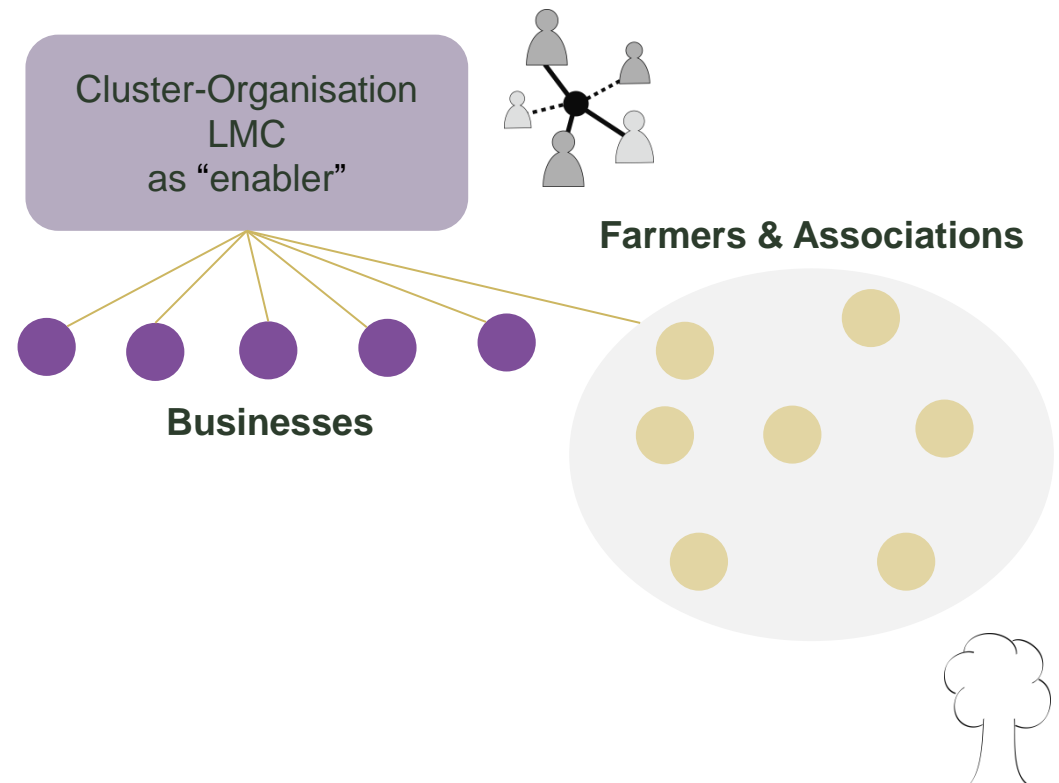 Cluster-Organisation
LMC
as “enabler”
Farmers & Associations
Businesses